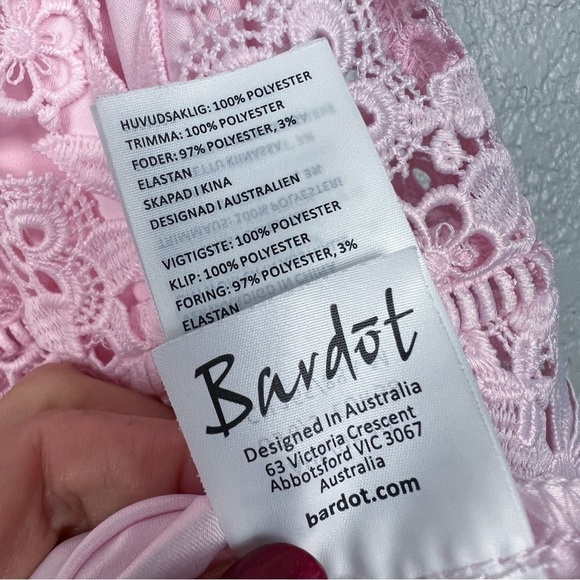 HUVUDSAKLIG: 100% POLYESTER
TRIMMA: 100% POLYESTER
FODER: 97% POLYESTER, 3%
ELASTAN
SKAPAD I KINA
DESIGNAD I AUSTRALIEN
VIGTIGSTE: 100% POLYESTER
KLIP: 100% POLYESTER
FORING: 97% POLYESTER, 3%
ELASTAN
Bardōt
Designed In Australia
63 Victoria Crescent
Abbotsford VIC 3067
Australia
bardot.com